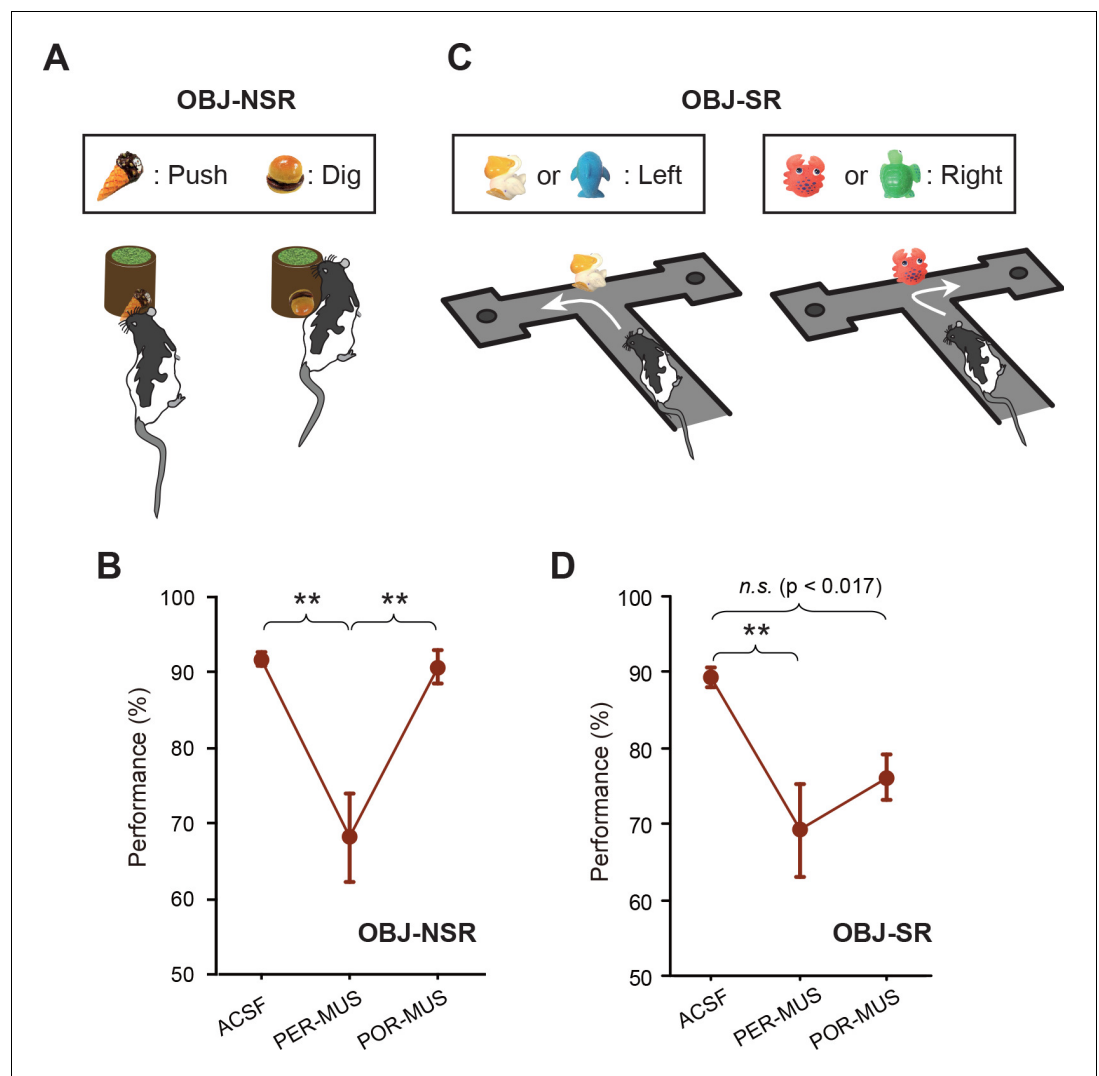 A
OBJ-NSR
: Push
: Dig
C
OBJ-SR
or : Left
or : Right
B
100
90
80
70
60
50
Performance (%)
**
**
OBJ-NSR
ACSF
PER-MUS
POR-MUS
D
n.s. (p < 0.017)
**
100
90
80
70
60
50
Performance (%)
OBJ-SR
ACSF
PER-MUS
POR-MUS